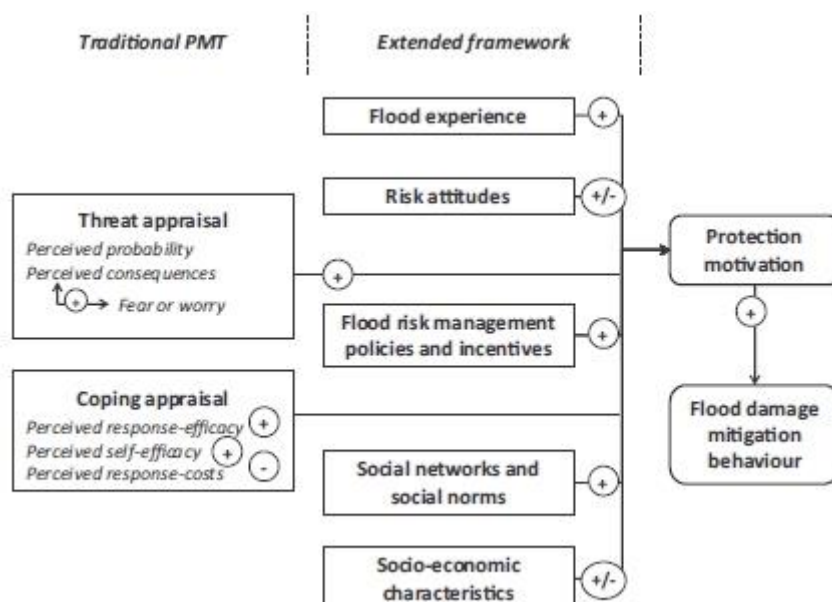 Traditional PMT
Extended framework
Flood experience
+
Risk attitudes
+/-
Threat appraisal
Perceived probability
Perceived consequences
+
Fear or worry
+
Protection
motivation
+
Flood risk management
policies and incentives
+
Coping appraisal
Perceived response-efficacy +
Perceived self-efficacy +
Perceived response-costs -
Flood damage
mitigation
behaviour
Social networks and
social norms
+
Socio-economic
characteristics
+/-